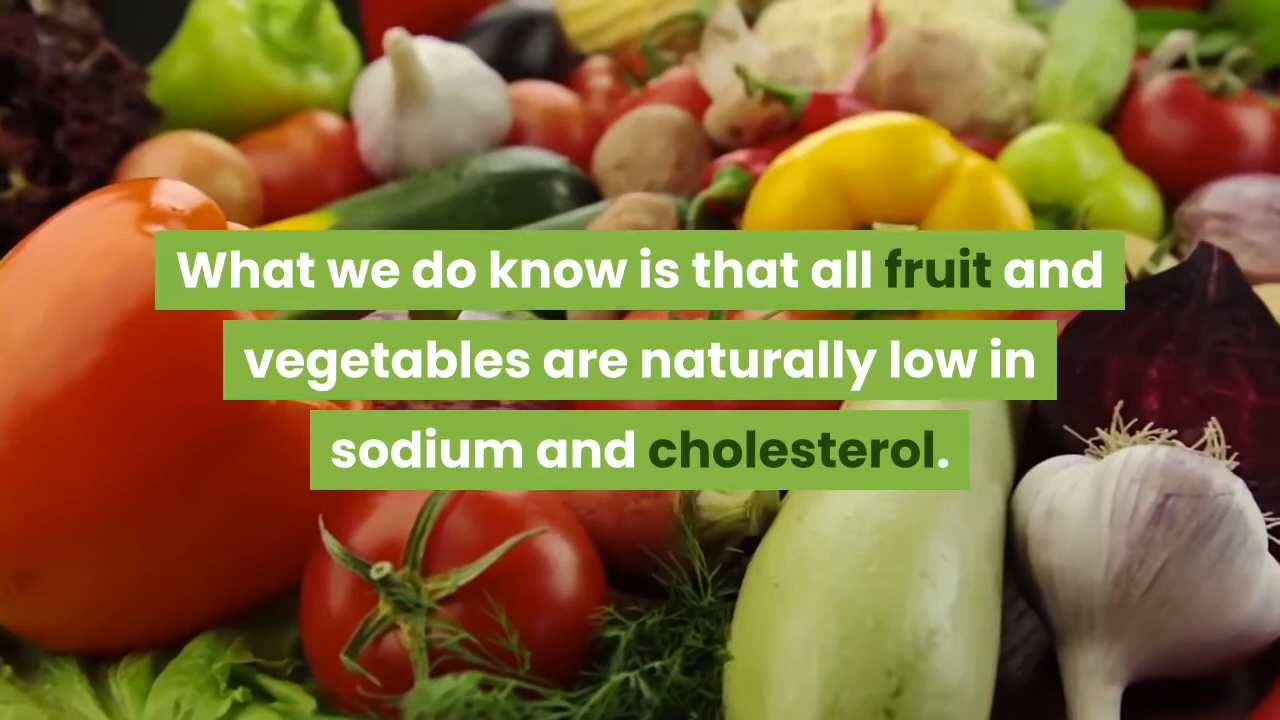 What we do know is that all fruit and
vegetables are naturally low in
sodium and cholesterol.